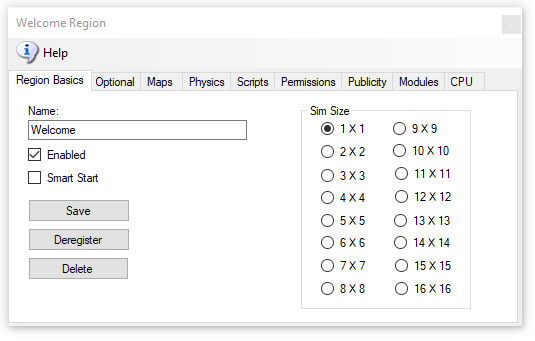 Welcome Region
Help
Region Basics Optional Maps Physics Scripts Permissions Publicity Modules CPU
Name:
Welcome
Enabled
Smart Start
Save
Deregister
Delete
Sim Size
1 X 1 9 X 9
2 X 2 10 X 10
3 X 3 11 X 11
4 X 4 12 X 12
5 X 5 13 X 13
6 X 6 14 X 14
7 X 7 15 X 15
8 X 8 16 X 16